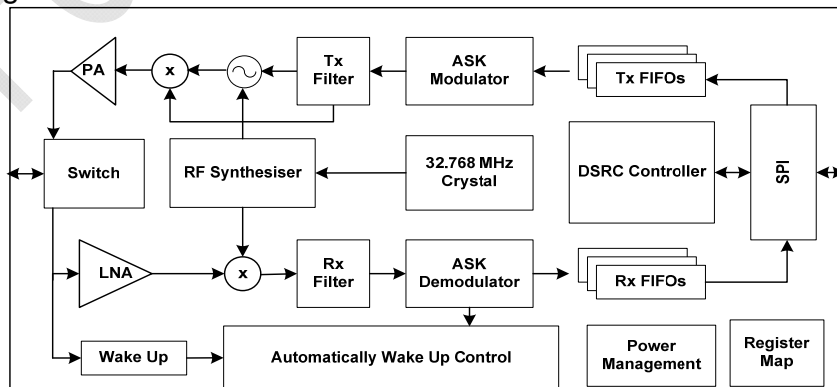 PA
x
Tx
Filter
ASK
Modulator
Tx FIFOs
Switch
RF Synthesiser
32.768 MHz
Crystal
DSRC Controller
SPI
LNA
x
Rx
Filter
ASK
Demodulator
Rx FIFOs
Wake Up
Automatically Wake Up Control
Power
Management
Register
Map